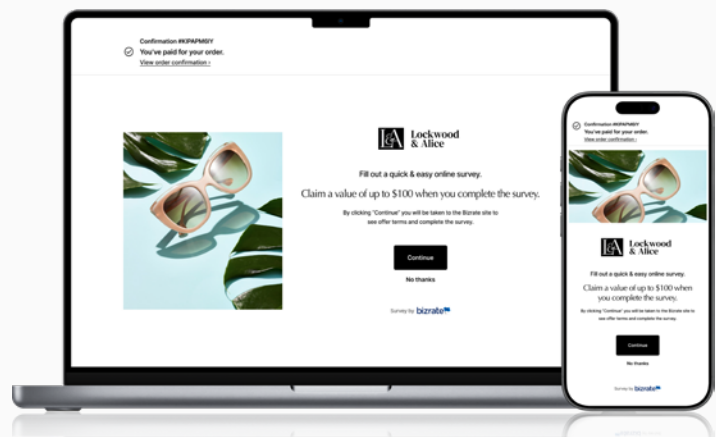 Confirmation #KIPAPM6IY
You've paid for your order.
View order confirmation ›
L&A
Lockwood
& Alice
Fill out a quick & easy online survey.
Claim a value of up to $100 when you complete the survey.
By clicking "Continue" you will be taken to the Bizrate site to
see offer terms and complete the survey.
Continue
No thanks
Survey by bizrate
Confirmation #KIPAPM6IY
You've paid for your order.
View order confirmation ›
L&A
Lockwood
& Alice
Fill out a quick & easy online survey.
Claim a value of up to $100 when
you complete the survey.
By clicking "Continue" you will be taken to the Bizrate site to
see offer terms and complete the survey.
Continue
No thanks
Survey by bizrate